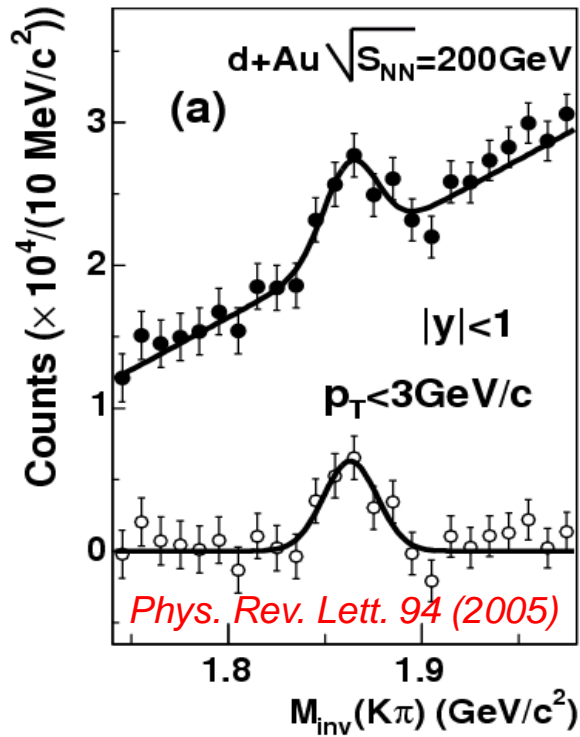 d+Au √S_NN=200GeV
(a)
Counts (× 10⁴/(10 MeV/c²)
3
2
1
0
|y|<1
p_T<3GeV/c
Phys. Rev. Lett. 94 (2005)
1.8 1.9
M_inv(Kπ) (GeV/c²)